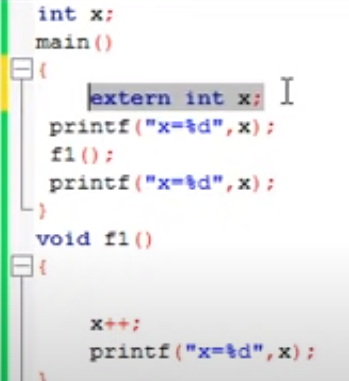 int x;
main()
{
extern int x;
printf("x=%d",x);
f1();
printf("x=%d",x);
}
void f1()
{
x++;
printf("x=%d",x);
}